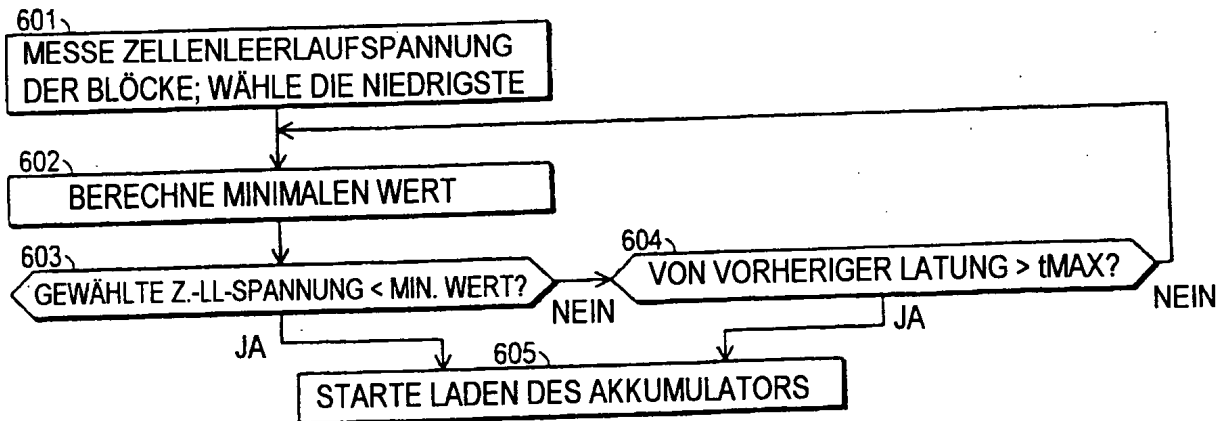 601
MESSE ZELLENLEERLAUFSPANNUNG
DER BLÖCKE; WÄHLE DIE NIEDRIGSTE
602
BERECHNE MINIMALEN WERT
603
GEWÄHLTE Z.-LL-SPANNUNG < MIN. WERT?
NEIN
604
VON VORHERIGER LATUNG > tMAX?
NEIN
JA
JA
605
STARTE LADEN DES AKKUMULATORS